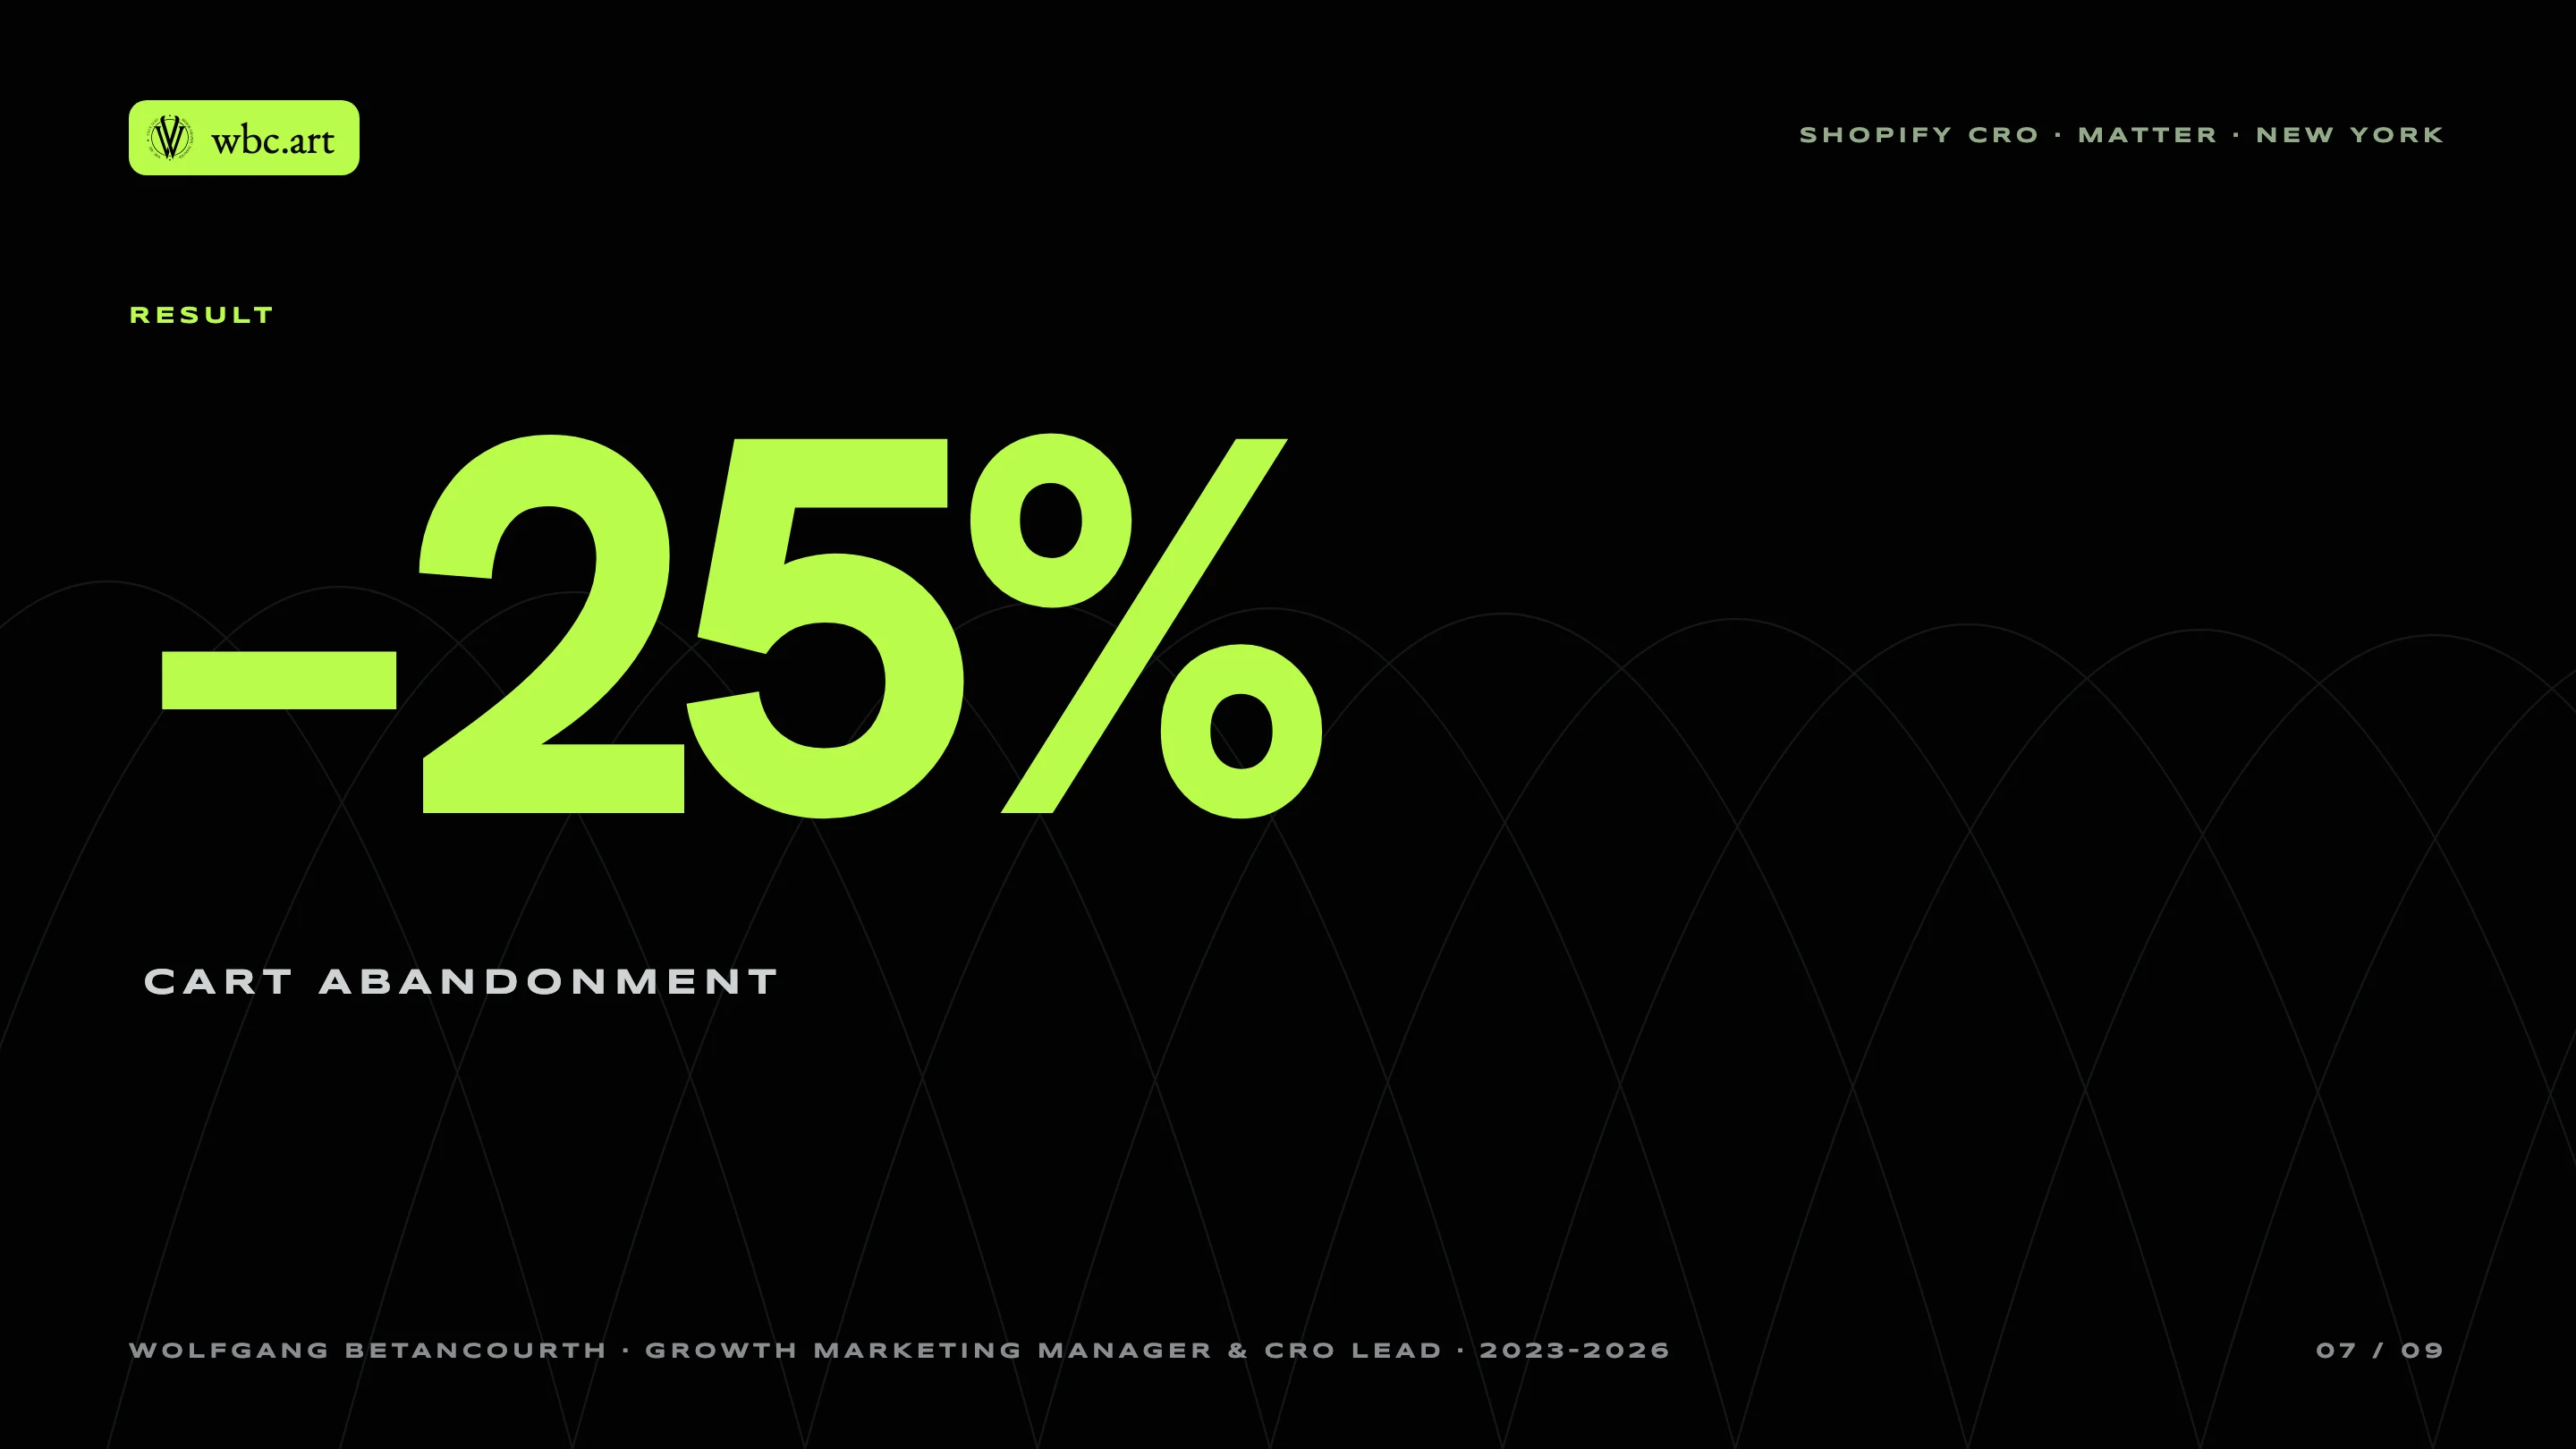 wbc.art
SHOPIFY CRO · MATTER · NEW YORK
RESULT
–25%
CART ABANDONMENT
WOLFGANG BETANCOURTH · GROWTH MARKETING MANAGER & CRO LEAD · 2023-2026
07 / 09